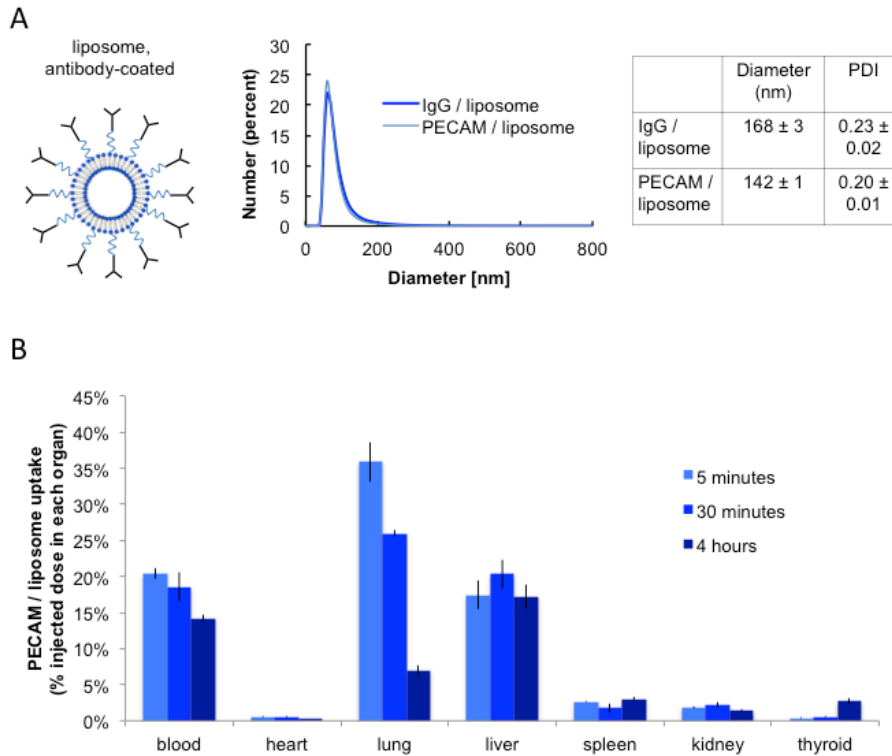 A
liposome,
antibody-coated
30
25
20
15
10
5
0
Number (percent)
0 200 400 600 800
Diameter [nm]
IgG / liposome
PECAM / liposome
Diameter (nm) PDI
IgG / liposome 168 ± 3 0.23 ± 0.02
PECAM / liposome 142 ± 1 0.20 ± 0.01
B
PECAM / liposome uptake
(% injected dose in each organ)
45%
40%
35%
30%
25%
20%
15%
10%
5%
0%
5 minutes
30 minutes
4 hours
blood heart lung liver spleen kidney thyroid